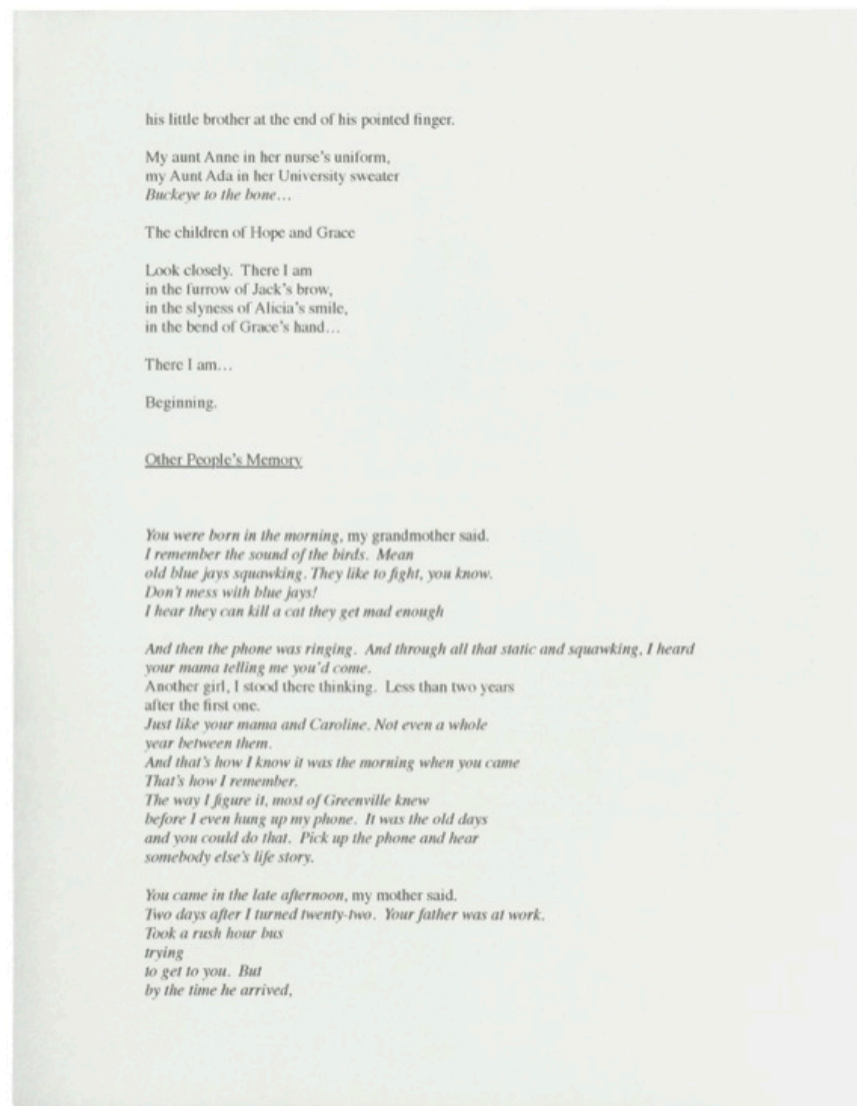 his little brother at the end of his pointed finger.
My aunt Anne in her nurse's uniform,
my Aunt Ada in her University sweater
Buckeye to the bone...
The children of Hope and Grace
Look closely. There I am
in the furrow of Jack's brow,
in the slyness of Alicia's smile,
in the bend of Grace's hand...
There I am...
Beginning.
Other People's Memory
You were born in the morning, my grandmother said.
I remember the sound of the birds. Mean
old blue jays squawking. They like to fight, you know.
Don't mess with blue jays!
I hear they can kill a cat they get mad enough
And then the phone was ringing. And through all that static and squawking, I heard
your mama telling me you'd come.
Another girl, I stood there thinking. Less than two years
after the first one.
Just like your mama and Caroline. Not even a whole
year between them.
And that's how I know it was the morning when you came
That's how I remember.
The way I figure it, most of Greenville knew
before I even hung up my phone. It was the old days
and you could do that. Pick up the phone and hear
somebody else's life story.
You came in the late afternoon, my mother said.
Two days after I turned twenty-two. Your father was at work.
Took a rush hour bus
trying
to get to you. But
by the time he arrived,